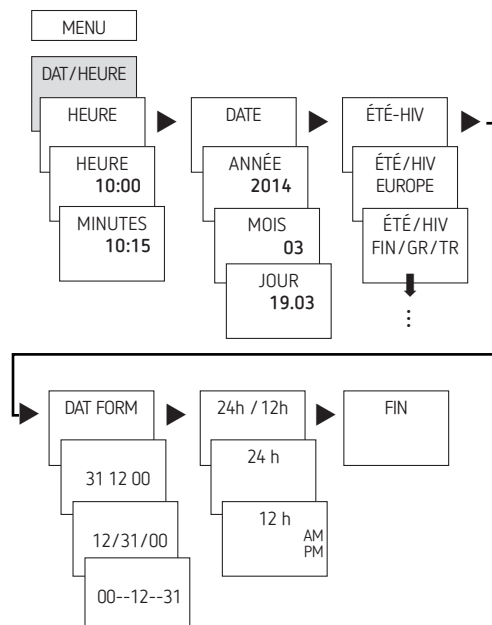 MENU
DAT/HEURE
HEURE
HEURE
10:00
MINUTES
10:15
DATE
ANNÉE
2014
MOIS
03
JOUR
19.03
ÉTÉ-HIV
ÉTÉ/HIV
EUROPE
ÉTÉ/HIV
FIN/GR/TR
DAT FORM
31 12 00
12/31/00
00--12--31
24h / 12h
24 h
12 h
AM
PM
FIN